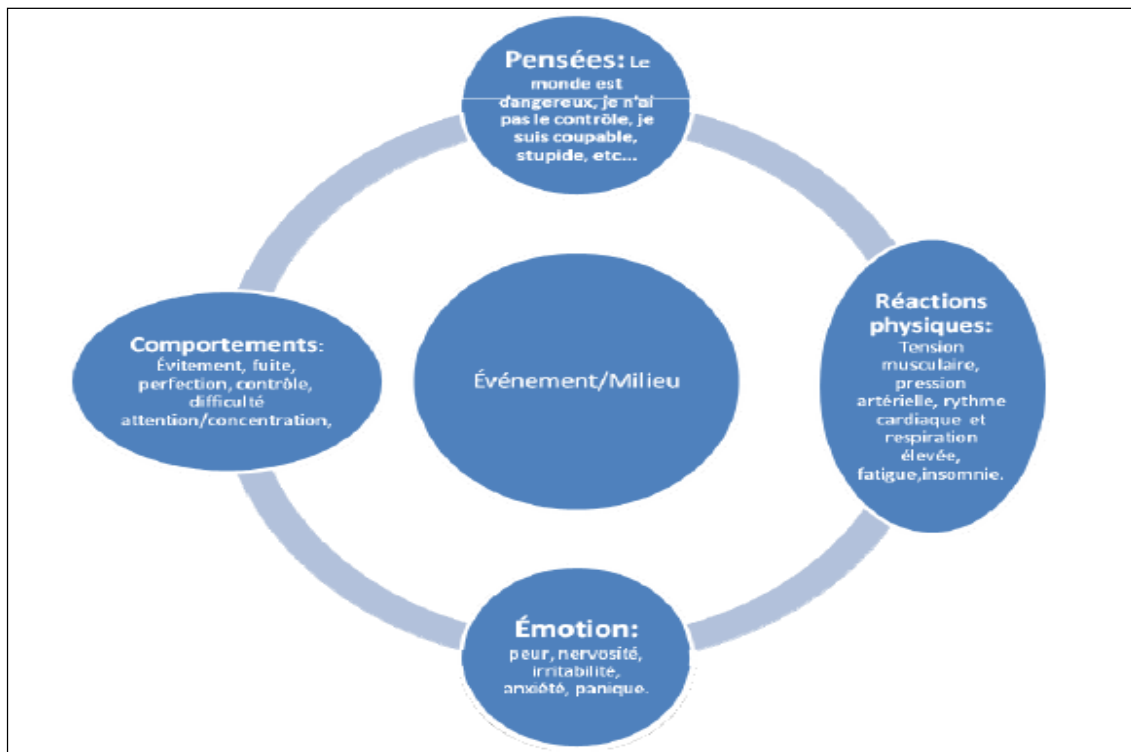 Pensées: Le
monde est
dangereux, je n'ai
pas le contrôle, je
suis coupable,
stupide, etc...
Réactions
physiques:
Tension
musculaire,
pression
artérielle, rythme
cardiaque et
respiration
élevée,
fatigue,insomnie.
Comportements:
Évitement, fuite,
perfection, contrôle,
difficulté
attention/concentration,
Événement/Milieu
Émotion:
peur, nervosité,
irritabilité,
anxiété, panique.